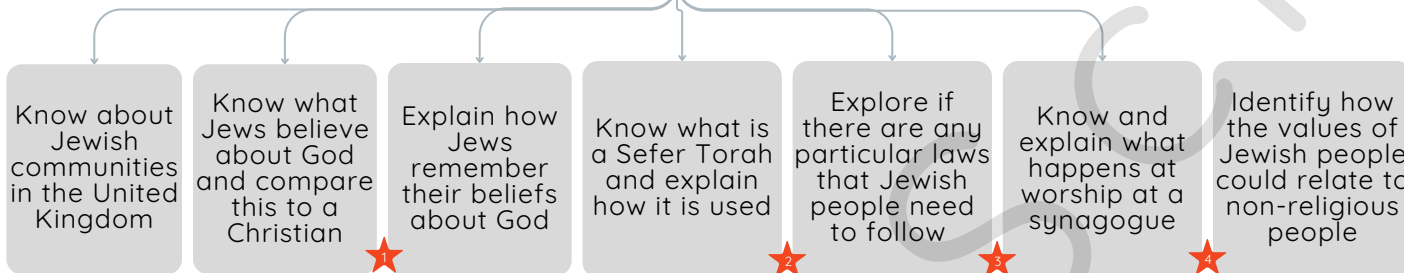 Know about
Jewish
communities
in the United
Kingdom
Know what
Jews believe
about God
and compare
this to a
Christian
1
Explain how
Jews
remember
their beliefs
about God
Know what is
a Sefer Torah
and explain
how it is used
2
Explore if
there are any
particular laws
that Jewish
people need
to follow
3
Know and
explain what
happens at
worship at a
synagogue
4
Identify how
the values of
Jewish people
could relate to
non-religious
people